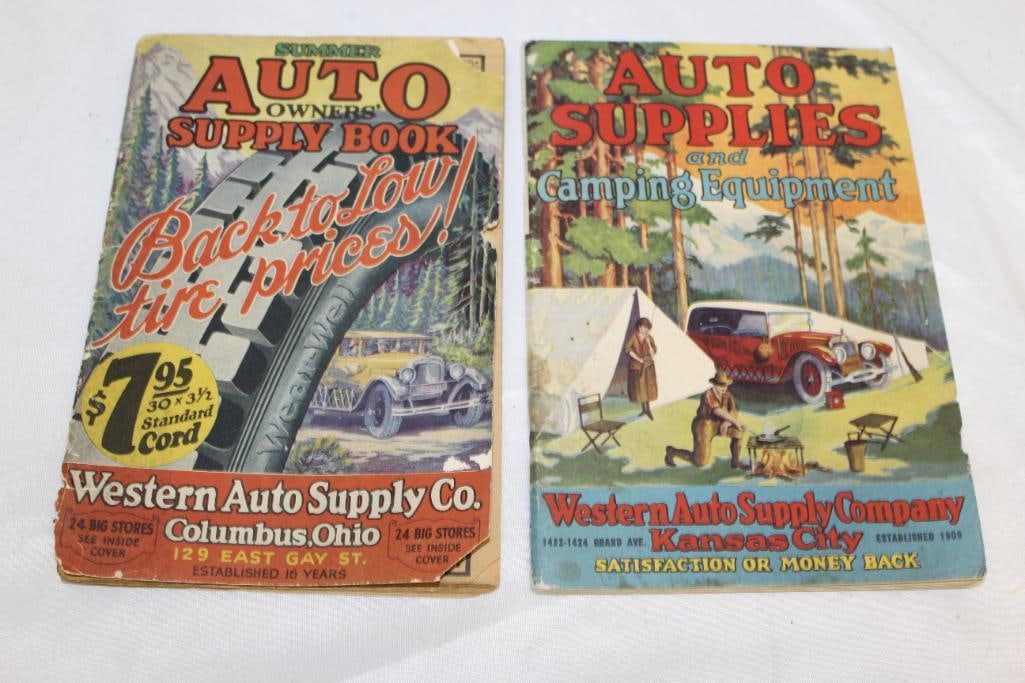 SUMMER
AUTO
OWNERS'
SUPPLY BOOK
Back to Low
tire prices!
$7 95
30 x 3½
Standard
Cord
Wear-Well
Western Auto Supply Co.
24 BIG STORES
SEE INSIDE
COVER
Columbus, Ohio
129 EAST GAY ST.
ESTABLISHED 16 YEARS
24 BIG STORES
SEE INSIDE
COVER
AUTO
SUPPLIES
and
Camping Equipment
Western Auto Supply Company
1422-1424 GRAND AVE.
Kansas City
ESTABLISHED 1909
SATISFACTION OR MONEY BACK